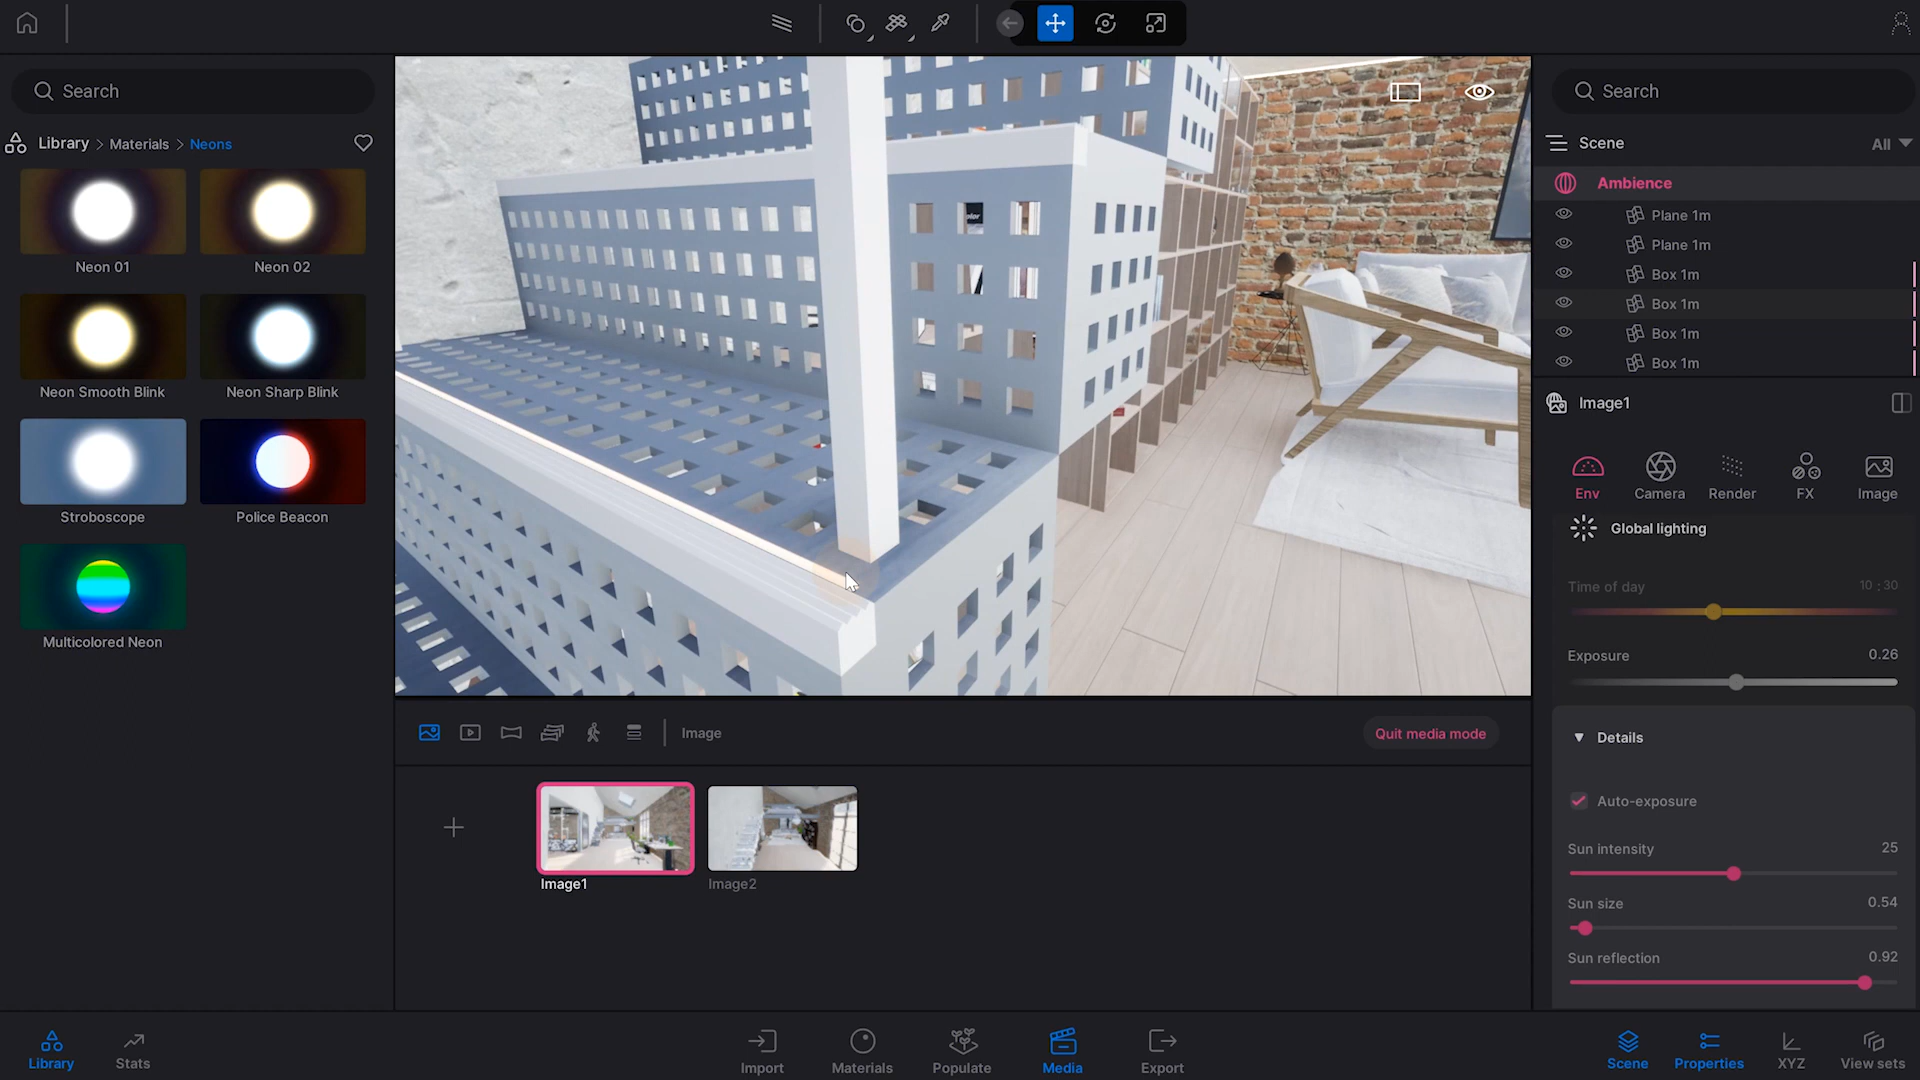 Search
Search
Library > Materials > Neons
Scene
All
Ambience
Plane 1m
Plane 1m
Box 1m
Box 1m
Box 1m
Box 1m
Neon 01
Neon 02
Neon Smooth Blink
Neon Sharp Blink
Stroboscope
Police Beacon
Multicolored Neon
Image1
Env
Camera
Render
FX
Image
Global lighting
Time of day
10 : 30
Exposure
0.26
Details
Auto-exposure
Sun intensity
25
Sun size
0.54
Sun reflection
0.92
Image
Quit media mode
Image1
Image2
Library
Stats
Import
Materials
Populate
Media
Export
Scene
Properties
XYZ
View sets